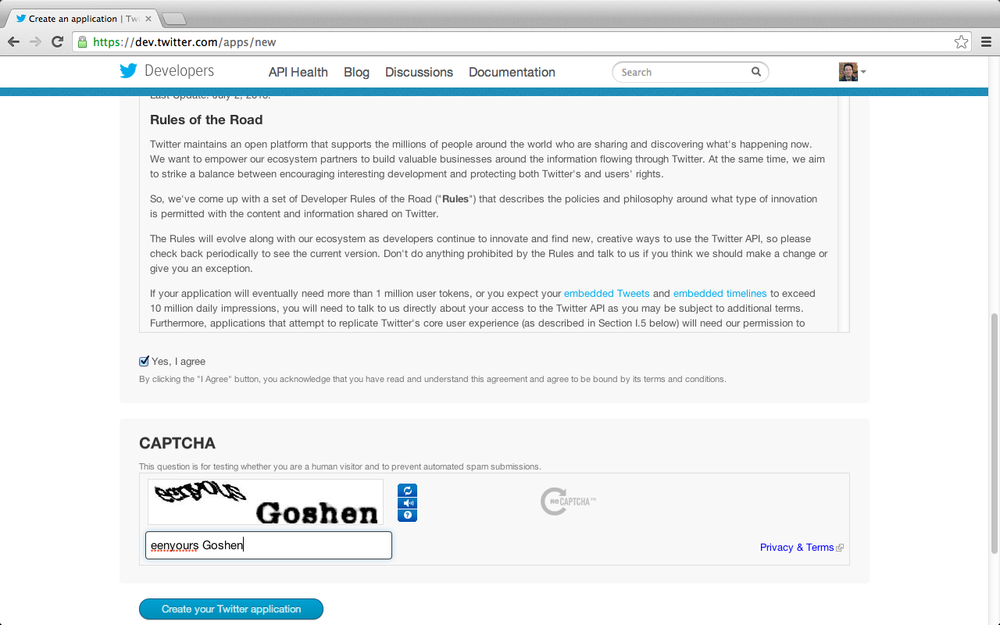 Create an application | Tw
https://dev.twitter.com/apps/new
Developers
API Health Blog Discussions Documentation
Search
Last Update: July 2, 2013.
Rules of the Road
Twitter maintains an open platform that supports the millions of people around the world who are sharing and discovering what's happening now.
We want to empower our ecosystem partners to build valuable businesses around the information flowing through Twitter. At the same time, we aim
to strike a balance between encouraging interesting development and protecting both Twitter's and users' rights.
So, we've come up with a set of Developer Rules of the Road ("Rules") that describes the policies and philosophy around what type of innovation
is permitted with the content and information shared on Twitter.
The Rules will evolve along with our ecosystem as developers continue to innovate and find new, creative ways to use the Twitter API, so please
check back periodically to see the current version. Don't do anything prohibited by the Rules and talk to us if you think we should make a change or
give you an exception.
If your application will eventually need more than 1 million user tokens, or you expect your embedded Tweets and embedded timelines to exceed
10 million daily impressions, you will need to talk to us directly about your access to the Twitter API as you may be subject to additional terms.
Furthermore, applications that attempt to replicate Twitter's core user experience (as described in Section I.5 below) will need our permission to
Yes, I agree
By clicking the "I Agree" button, you acknowledge that you have read and understand this agreement and agree to be bound by its terms and conditions.
CAPTCHA
This question is for testing whether you are a human visitor and to prevent automated spam submissions.
Goshen
reCAPTCHA™
eenyours Goshen
Privacy & Terms
Create your Twitter application